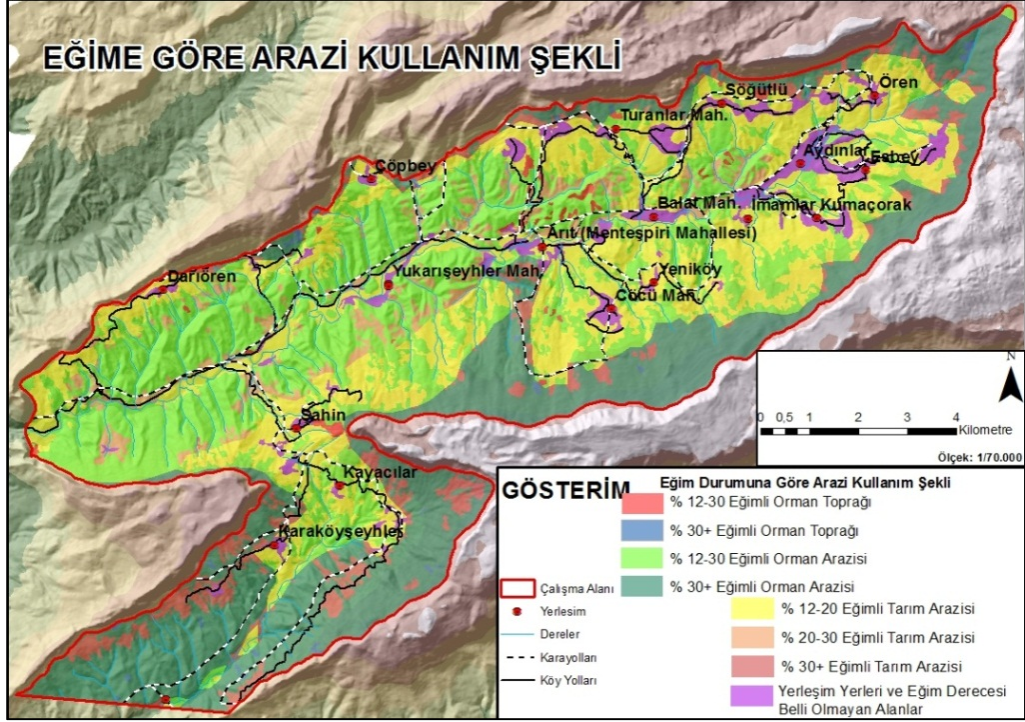 EĞİME GÖRE ARAZİ KULLANIM ŞEKLİ
Ören
Söğütlü
Turanlar Mah.
Aydınlar
Esbey
Çöpbey
Balat Mah.
İmamlar Kumaçorak
Arıt (Menteşpiri Mahallesi)
Darıören
Yukarışeyhler Mah.
Yeniköy
Cöcü Mah.
Şahin
Kayacılar
Karaköyşeyhler
N
0 0,5 1 2 3 4
Kilometre
Ölçek: 1/70.000
GÖSTERİM
Eğim Durumuna Göre Arazi Kullanım Şekli
% 12-30 Eğimli Orman Toprağı
% 30+ Eğimli Orman Toprağı
% 12-30 Eğimli Orman Arazisi
% 30+ Eğimli Orman Arazisi
Çalışma Alanı
Yerlesim
Dereler
Karayolları
Köy Yolları
% 12-20 Eğimli Tarım Arazisi
% 20-30 Eğimli Tarım Arazisi
% 30+ Eğimli Tarım Arazisi
Yerleşim Yerleri ve Eğim Derecesi
Belli Olmayan Alanlar